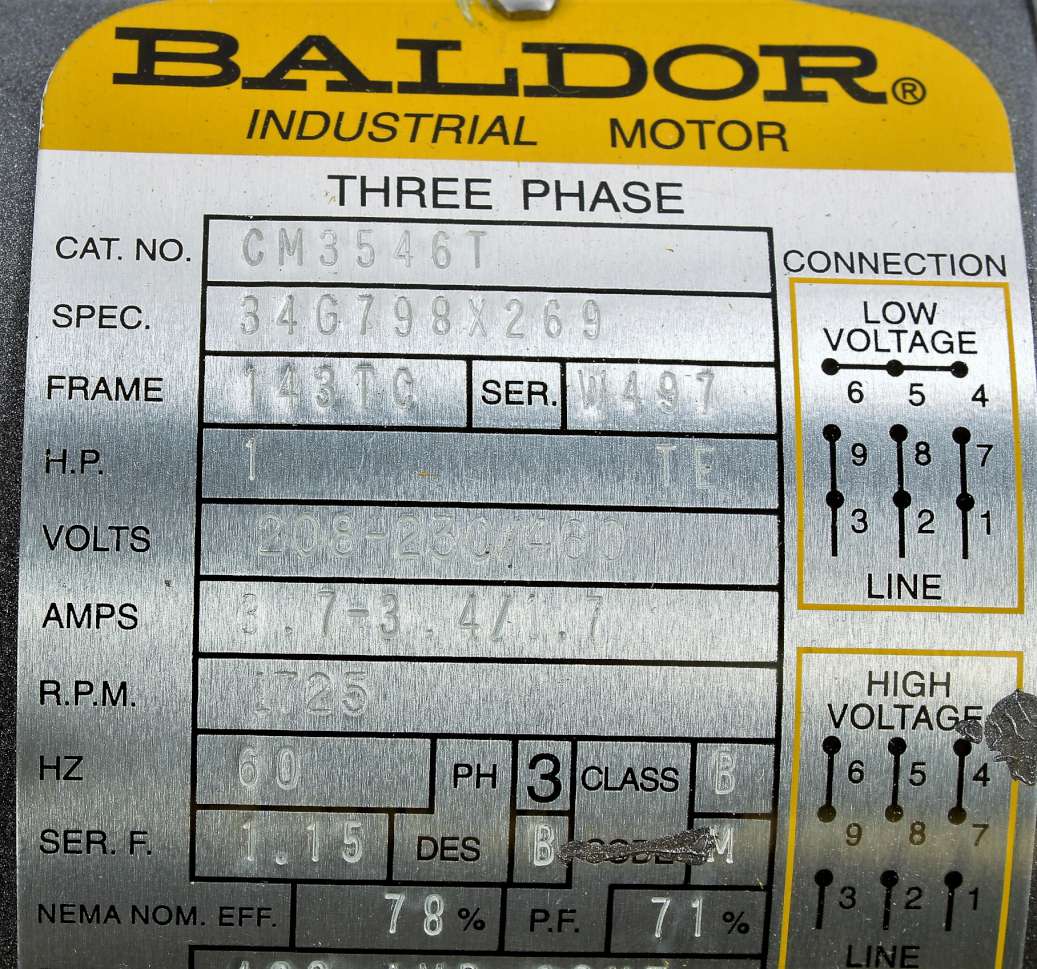 BALDOR®
INDUSTRIAL MOTOR
THREE PHASE
CAT. NO. CM3546T
SPEC. 34G798X269
FRAME 143TC SER. W497
H.P. 1 TE
VOLTS 208-230/460
AMPS 3.7-3.4/1.7
R.P.M. 1725
HZ 60 PH 3 CLASS B
SER. F. 1.15 DES B CODE M
NEMA NOM. EFF. 78 % P.F. 71 %
CONNECTION
LOW
VOLTAGE
6 5 4
9 8 7
3 2 1
LINE
HIGH
VOLTAGE
6 5 4
9 8 7
3 2 1
LINE